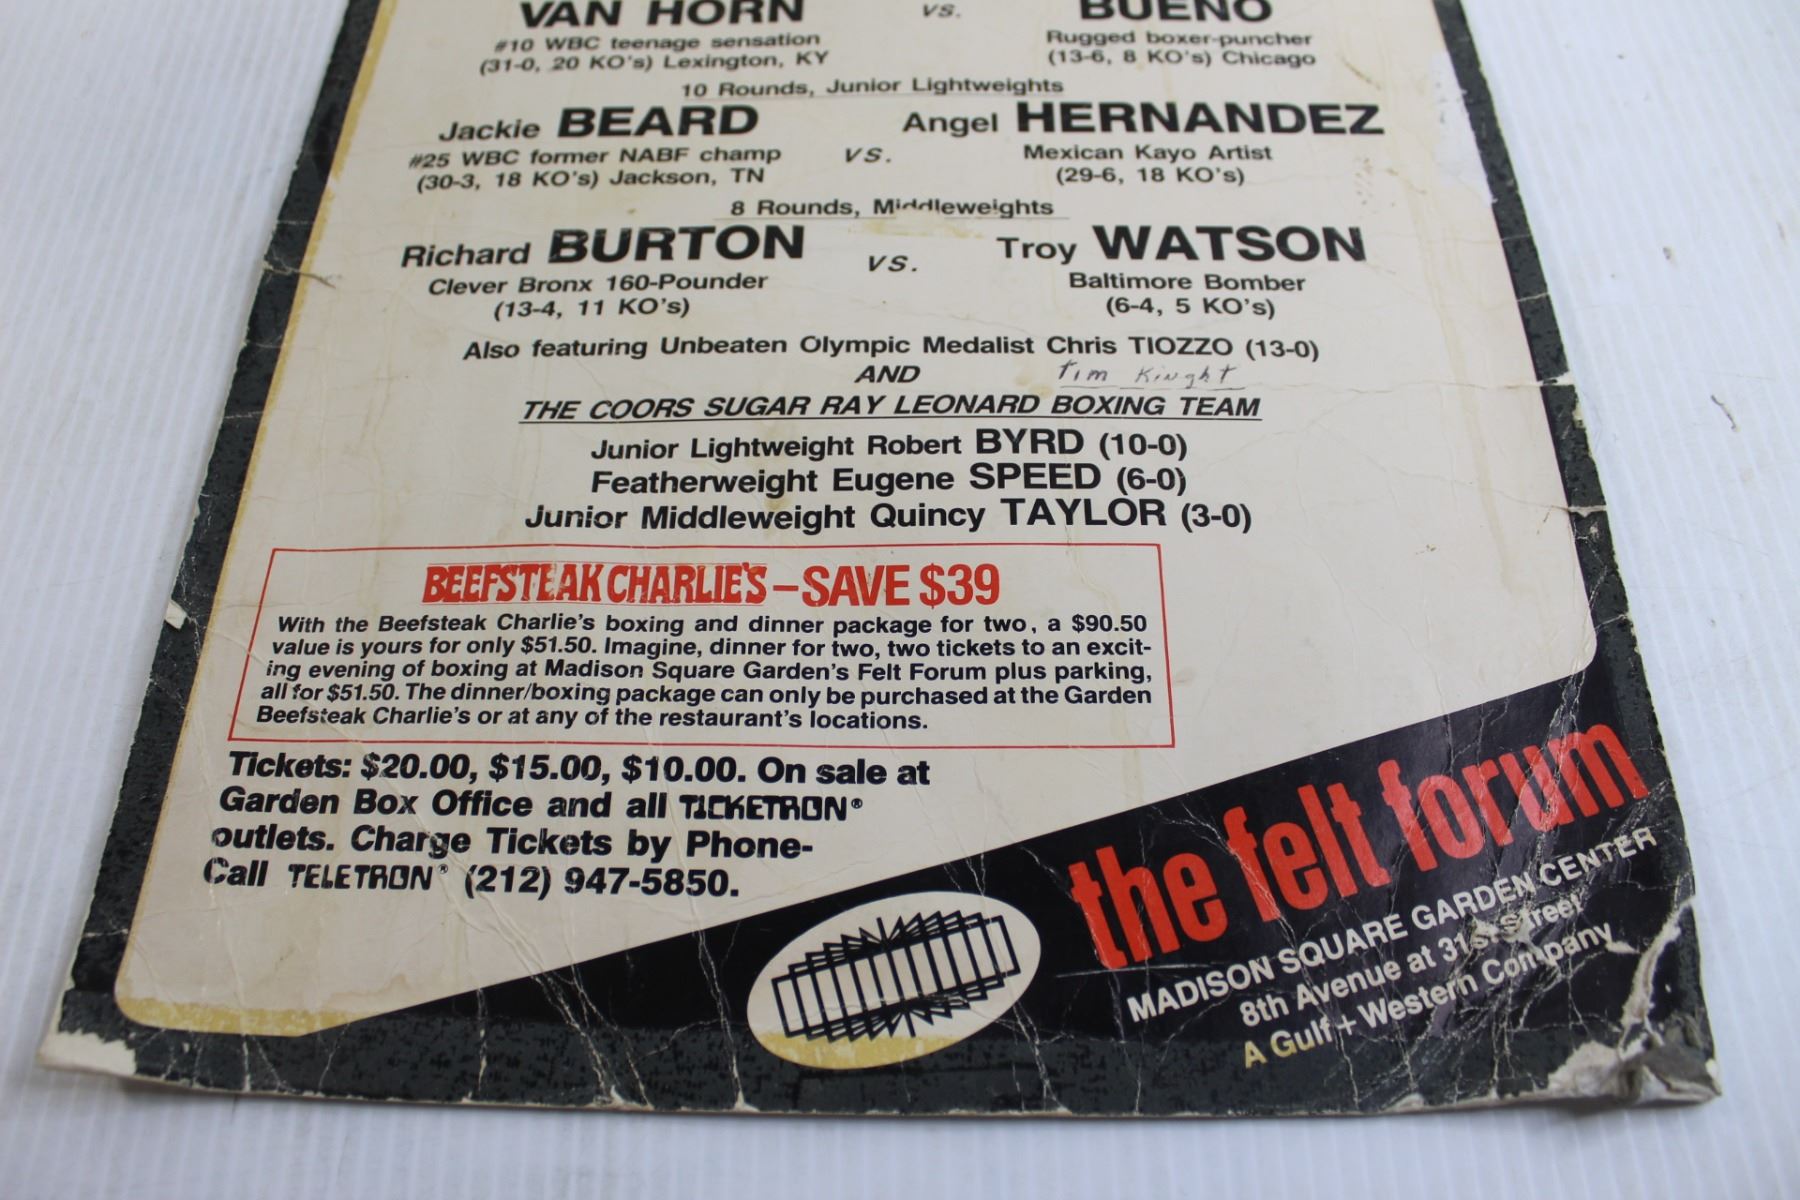 VAN HORN vs. BUENO
#10 WBC teenage sensation Rugged boxer-puncher
(31-0, 20 KO's) Lexington, KY (13-6, 8 KO's) Chicago
10 Rounds, Junior Lightweights
Jackie BEARD vs. Angel HERNANDEZ
#25 WBC former NABF champ Mexican Kayo Artist
(30-3, 18 KO's) Jackson, TN (29-6, 18 KO's)
8 Rounds, Middleweights
Richard BURTON vs. Troy WATSON
Clever Bronx 160-Pounder Baltimore Bomber
(13-4, 11 KO's) (6-4, 5 KO's)
Also featuring Unbeaten Olympic Medalist Chris TIOZZO (13-0)
AND Tim Kinght
THE COORS SUGAR RAY LEONARD BOXING TEAM
Junior Lightweight Robert BYRD (10-0)
Featherweight Eugene SPEED (6-0)
Junior Middleweight Quincy TAYLOR (3-0)
BEEFSTEAK CHARLIE'S – SAVE $39
With the Beefsteak Charlie's boxing and dinner package for two, a $90.50
value is yours for only $51.50. Imagine, dinner for two, two tickets to an excit-
ing evening of boxing at Madison Square Garden's Felt Forum plus parking,
all for $51.50. The dinner/boxing package can only be purchased at the Garden
Beefsteak Charlie's or at any of the restaurant's locations.
Tickets: $20.00, $15.00, $10.00. On sale at
Garden Box Office and all TICKETRON®
outlets. Charge Tickets by Phone-
Call TELETRON® (212) 947-5850.
the felt forum
MADISON SQUARE GARDEN CENTER
8th Avenue at 31st Street
A Gulf + Western Company